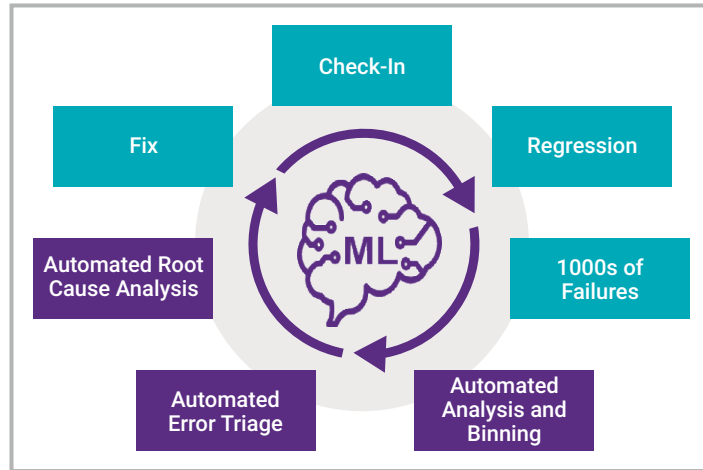 Check-In
Fix
Regression
ML
Automated Root
Cause Analysis
1000s of
Failures
Automated
Error Triage
Automated
Analysis and
Binning